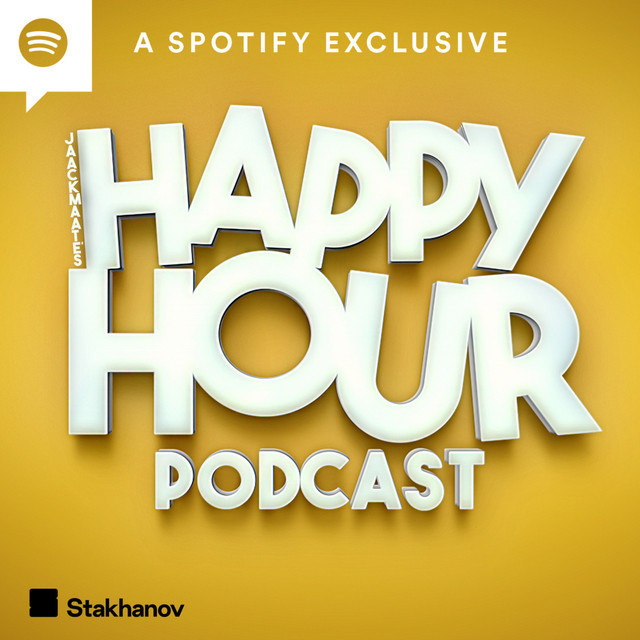 A SPOTIFY EXCLUSIVE
JAACKMAATE'S
HAPPY
HOUR
PODCAST
Stakhanov